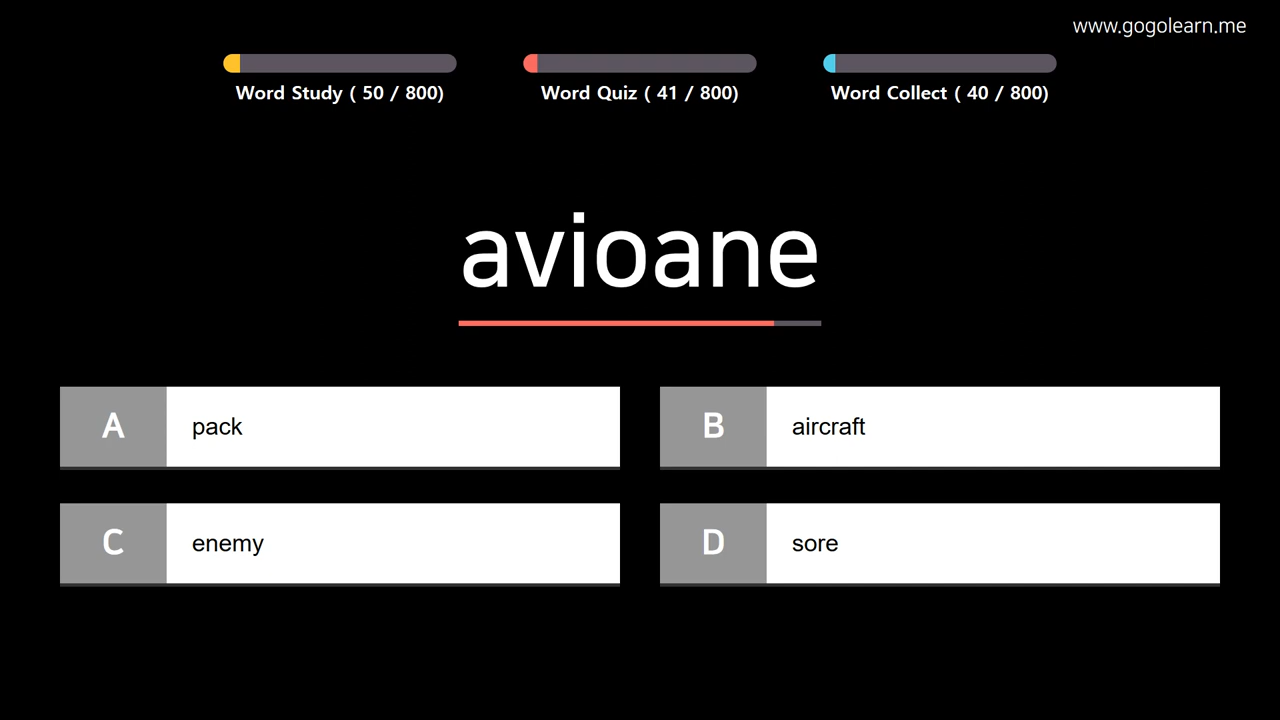 www.gogolearn.me
Word Study ( 50 / 800)
Word Quiz ( 41 / 800)
Word Collect ( 40 / 800)
avioane
A
pack
B
aircraft
C
enemy
D
sore